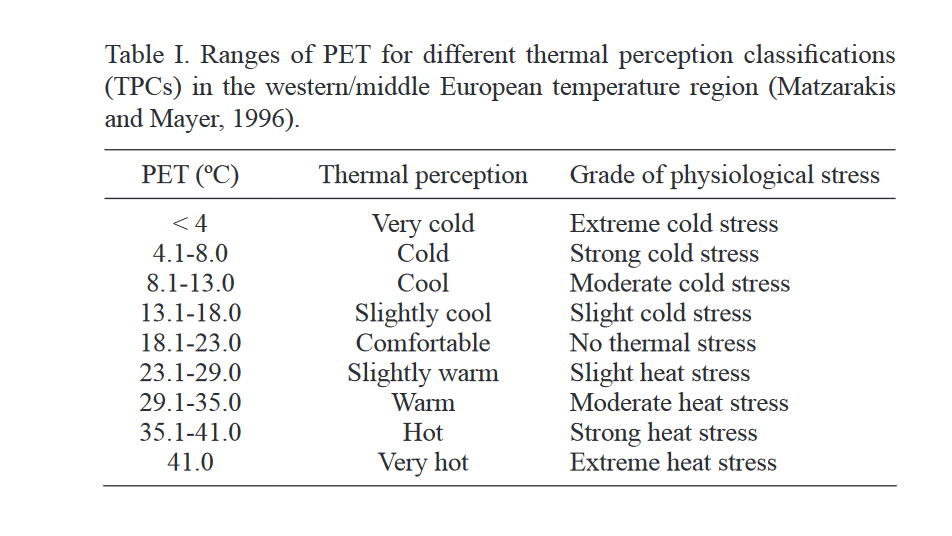 Table I. Ranges of PET for different thermal perception classifications
(TPCs) in the western/middle European temperature region (Matzarakis
and Mayer, 1996).
PET (ºC) Thermal perception Grade of physiological stress
< 4 Very cold Extreme cold stress
4.1-8.0 Cold Strong cold stress
8.1-13.0 Cool Moderate cold stress
13.1-18.0 Slightly cool Slight cold stress
18.1-23.0 Comfortable No thermal stress
23.1-29.0 Slightly warm Slight heat stress
29.1-35.0 Warm Moderate heat stress
35.1-41.0 Hot Strong heat stress
41.0 Very hot Extreme heat stress